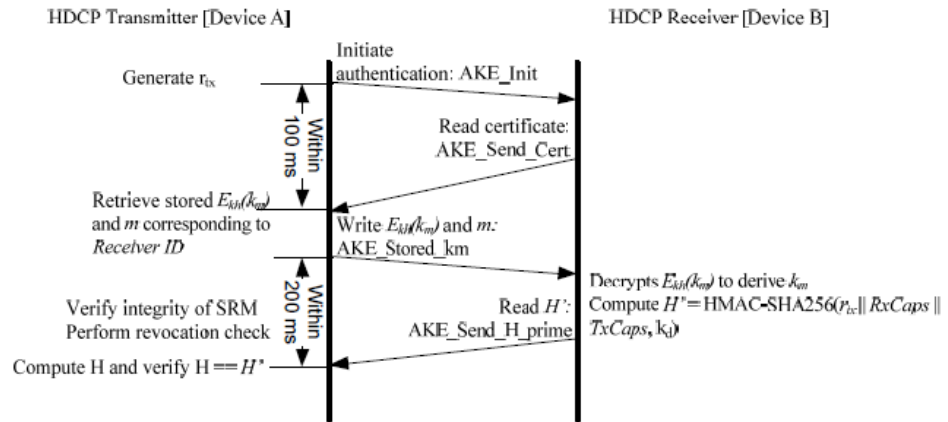 HDCP Transmitter [Device A]
HDCP Receiver [Device B]
Initiate
authentication: AKE_Init
Generate rtx
Within
100 ms
Read certificate:
AKE_Send_Cert
Retrieve stored Ekh(km)
and m corresponding to
Receiver ID
Write Ekh(km) and m:
AKE_Stored_km
Decrypts Ekh(km) to derive km
Compute H'=HMAC-SHA256(rtx|| RxCaps ||
TxCaps, kd)
Within
200 ms
Verify integrity of SRM
Perform revocation check
Read H':
AKE_Send_H_prime
Compute H and verify H == H'